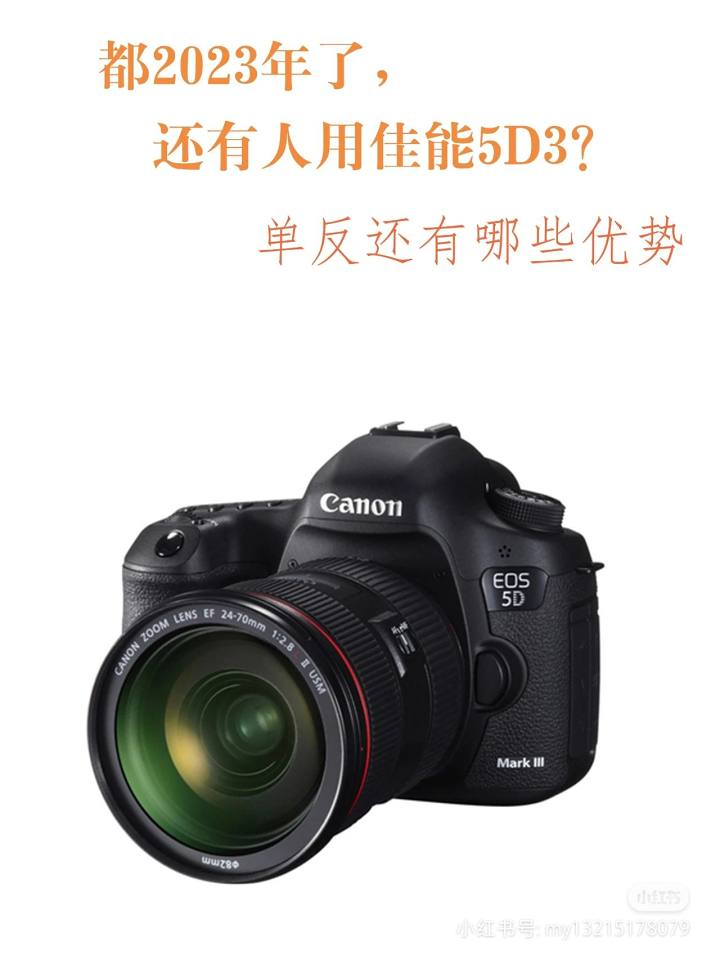 都2023年了，
还有人用佳能5D3？
单反还有哪些优势
Canon
EOS
5D
CANON ZOOM LENS EF 24-70mm 1:2.8 L II USM
Mark III
Φ82mm
小红书
小红书号: my13215178079